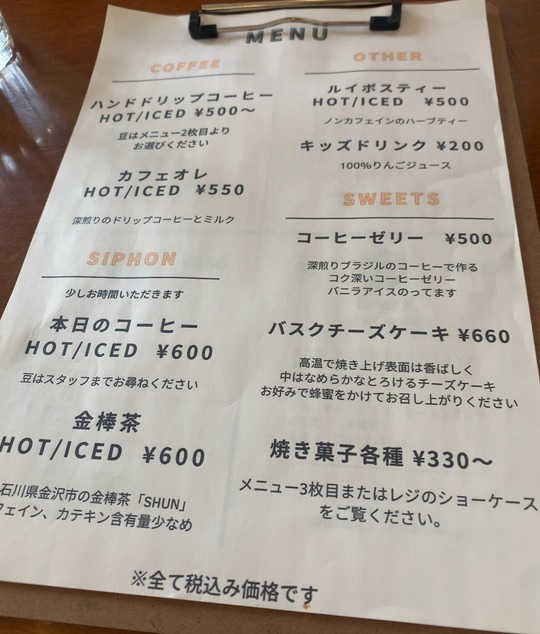 MENU
COFFEE
ハンドドリップコーヒー
HOT/ICED ¥500〜
豆はメニュー2枚目より
お選びください
カフェオレ
HOT/ICED ¥550
深煎りのドリップコーヒーとミルク
SIPHON
少しお時間いただきます
本日のコーヒー
HOT/ICED ¥600
豆はスタッフまでお尋ねください
金棒茶
HOT/ICED ¥600
石川県金沢市の金棒茶「SHUN」
フェイン、カテキン含有量少なめ
OTHER
ルイボスティー
HOT/ICED ¥500
ノンカフェインのハーブティー
キッズドリンク ¥200
100%りんごジュース
SWEETS
コーヒーゼリー ¥500
深煎りブラジルのコーヒーで作る
コク深いコーヒーゼリー
バニラアイスのってます
バスクチーズケーキ ¥660
高温で焼き上げ表面は香ばしく
中はなめらかなとろけるチーズケーキ
お好みで蜂蜜をかけてお召し上がりください
焼き菓子各種 ¥330〜
メニュー3枚目またはレジのショーケース
をご覧ください。
※全て税込み価格です